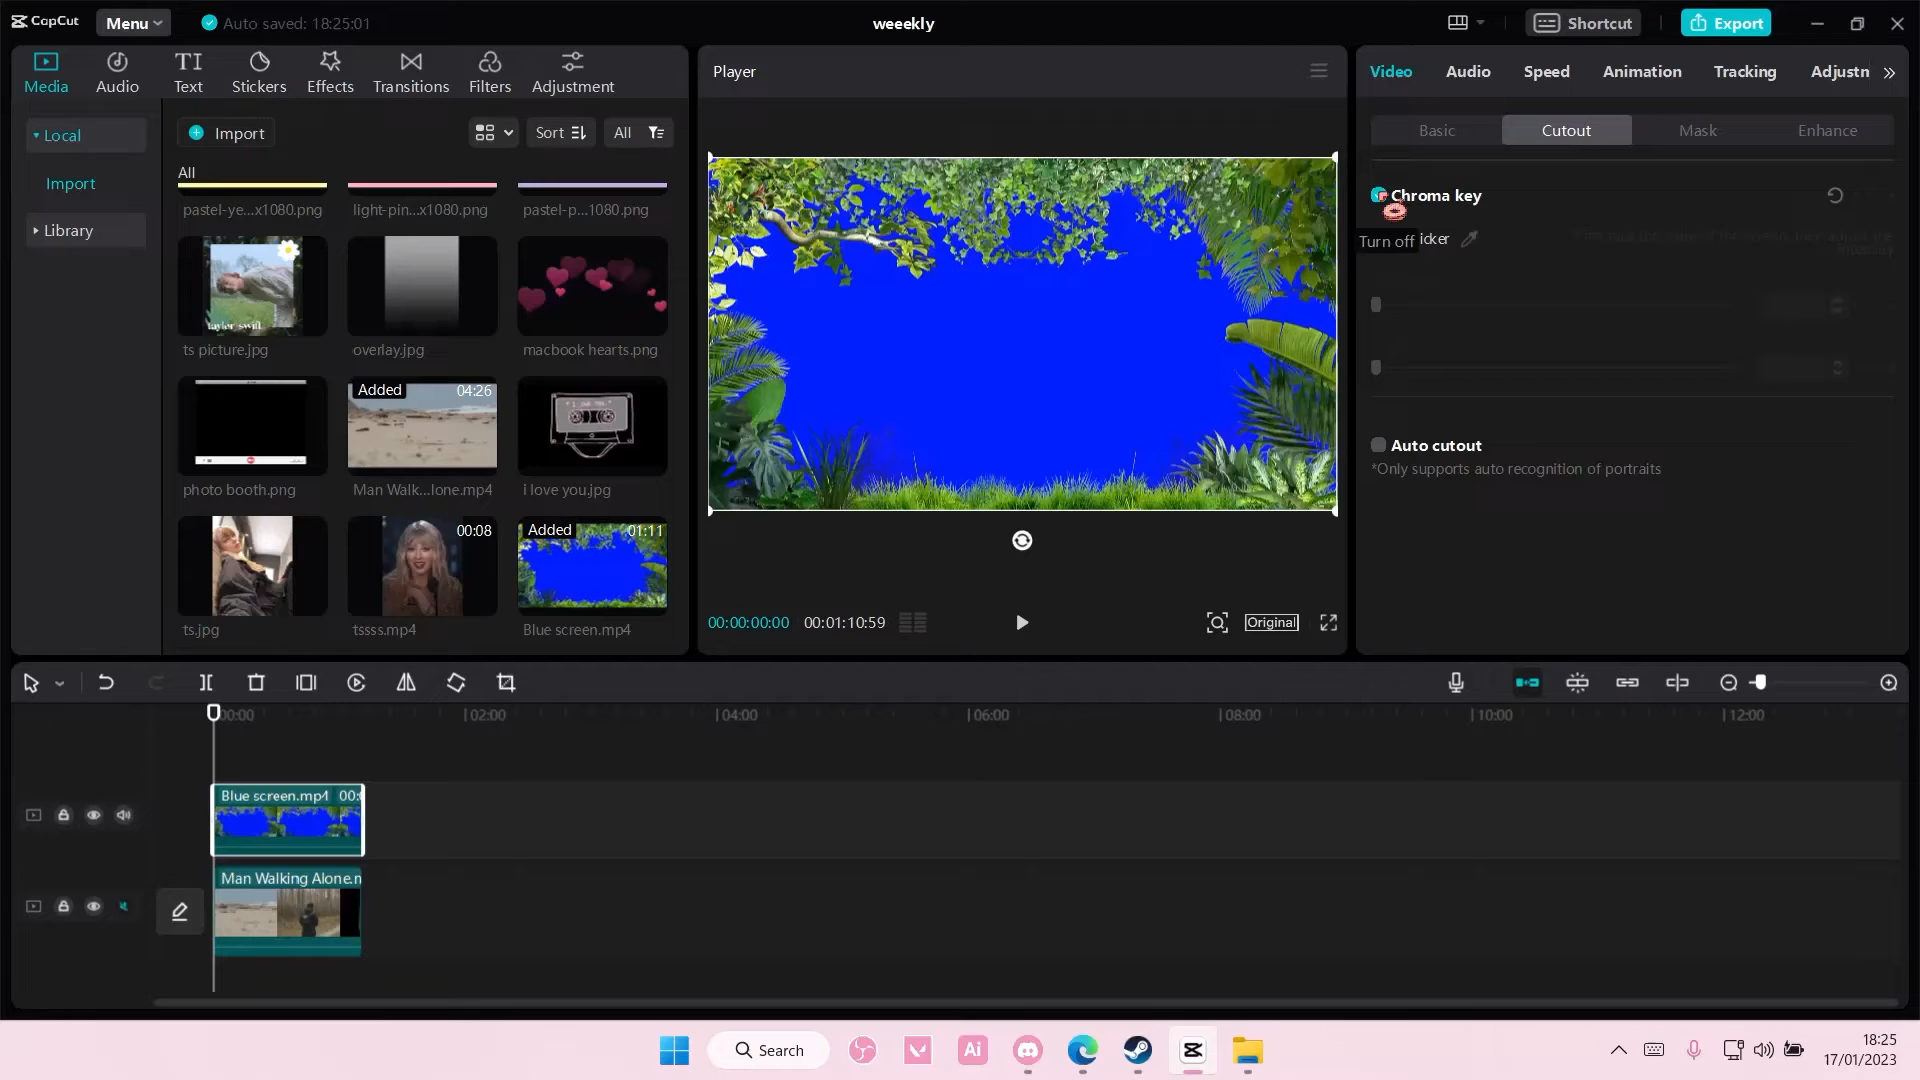 CapCut
Menu
Auto saved: 18:25:01
weeekly
Shortcut
Export
Media
Audio
Text
Stickers
Effects
Transitions
Filters
Adjustment
Local
Import
Library
Import
Sort
All
All
pastel-ye...x1080.png
light-pin...x1080.png
pastel-p...1080.png
taylor swift
ts picture.jpg
overlay.jpg
macbook hearts.png
Added
04:26
photo booth.png
Man Walk...lone.mp4
i love you.jpg
00:08
Added
01:11
ts.jpg
tssss.mp4
Blue screen.mp4
Player
00:00:00:00
00:01:10:59
Original
Video
Audio
Speed
Animation
Tracking
Adjustn
Basic
Cutout
Mask
Enhance
Chroma key
Turn off
icker
Auto cutout
*Only supports auto recognition of portraits
00:00
02:00
04:00
06:00
08:00
10:00
12:00
Blue screen.mp4 00:
Man Walking Alone.n
Search
Ai
18:25
17/01/2023